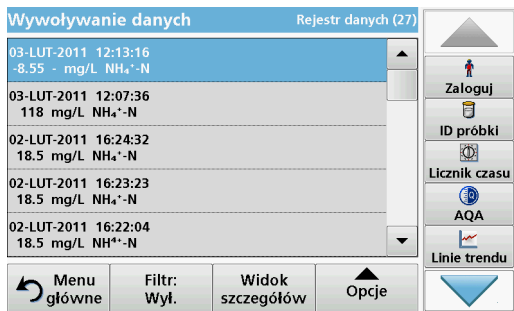 Wywoływanie danych
Rejestr danych (27)
03-LUT-2011 12:13:16
-8.55 - mg/L NH₄⁺-N
03-LUT-2011 12:07:36
118 mg/L NH₄⁺-N
02-LUT-2011 16:24:32
18.5 mg/L NH₄⁺-N
02-LUT-2011 16:23:23
18.5 mg/L NH₄⁺-N
02-LUT-2011 16:22:04
18.5 mg/L NH⁴⁺-N
Zaloguj
ID próbki
Licznik czasu
AQA
Linie trendu
Menu
główne
Filtr:
Wył.
Widok
szczegółów
Opcje